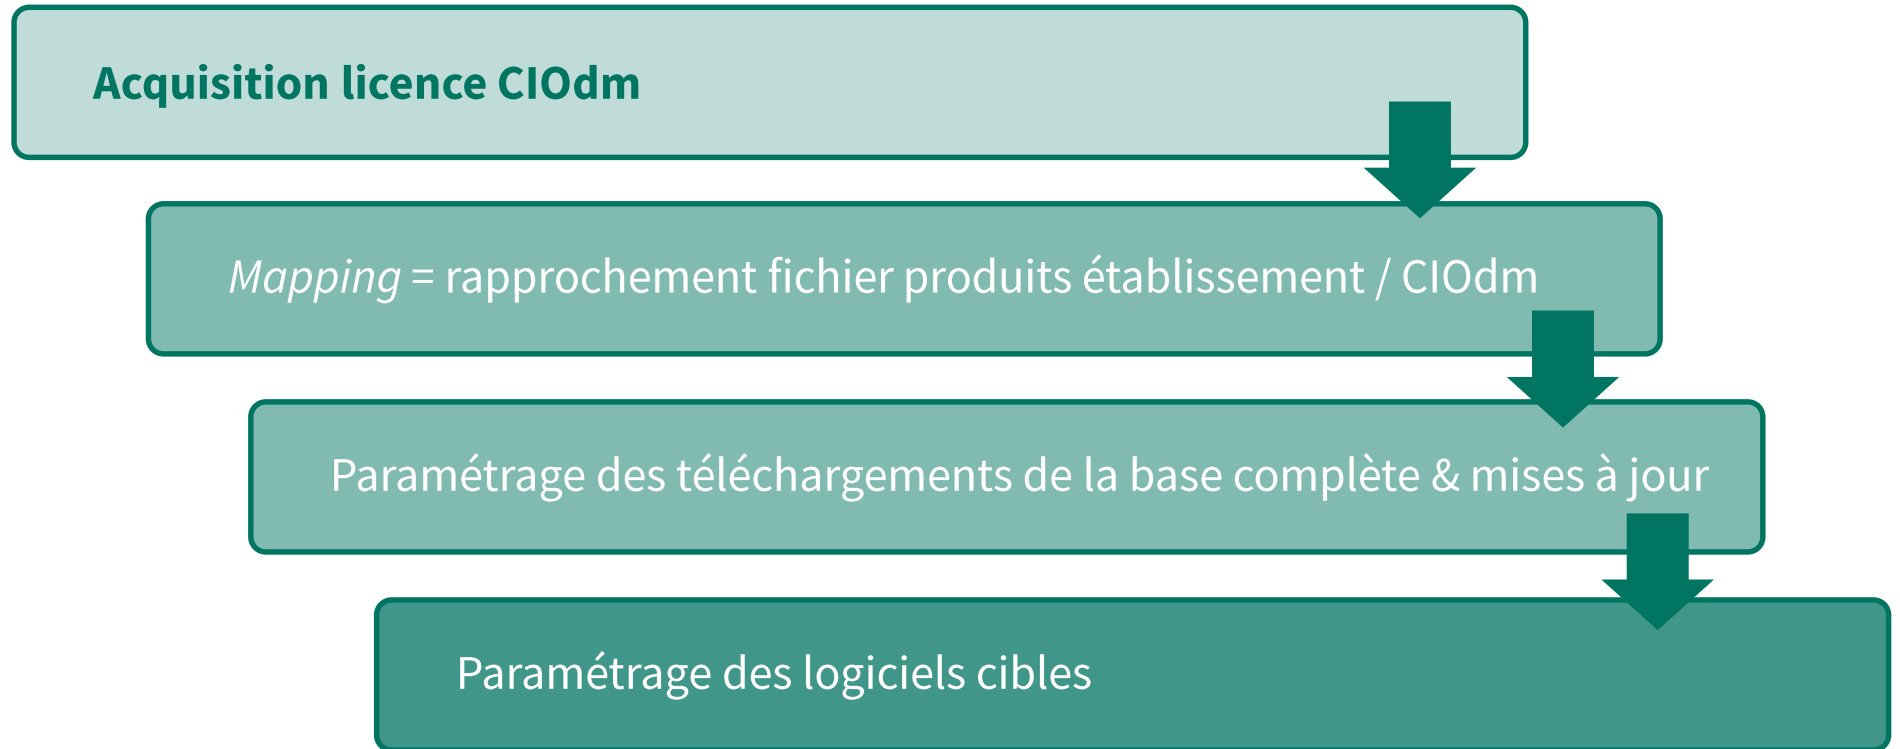 Acquisition licence CIOdm
Mapping = rapprochement fichier produits établissement / CIOdm
Paramétrage des téléchargements de la base complète & mises à jour
Paramétrage des logiciels cibles